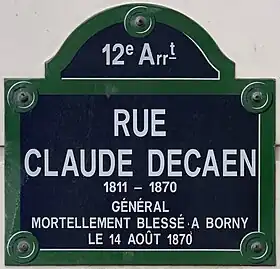 12e Arrt
RUE
CLAUDE DECAEN
1811 – 1870
GÉNÉRAL
MORTELLEMENT BLESSÉ A BORNY
LE 14 AOÛT 1870